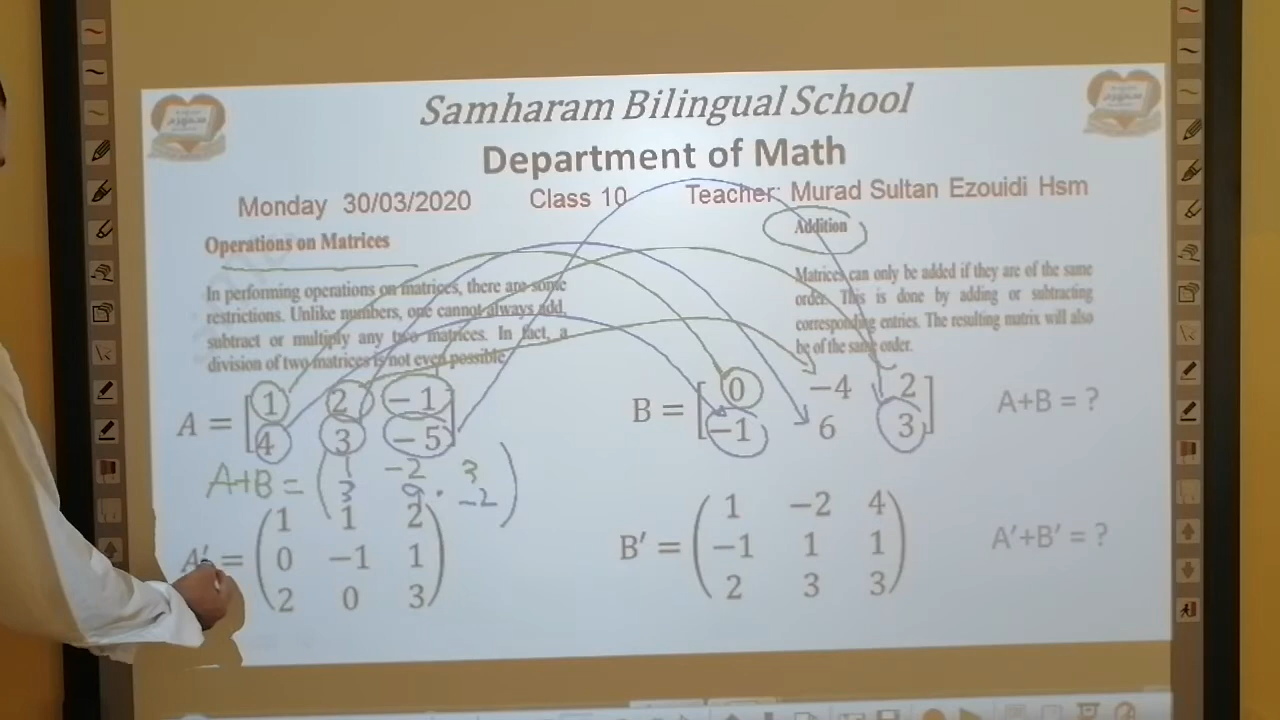 Samharam Bilingual School
Department of Math
Monday 30/03/2020 Class 10 Teacher: Murad Sultan Ezouidi Hsm
Operations on Matrices
In performing operations on matrices, there are some
restrictions. Unlike numbers, one cannot always add,
subtract or multiply any two matrices. In fact, a
division of two matrices is not even possible
Addition
Matrices can only be added if they are of the same
order. This is done by adding or subtracting
corresponding entries. The resulting matrix will also
be of the same order.
A = [ 1 2 −1
4 3 −5 ]
B = [ 0 −4 2
−1 6 3 ]
A+B = ?
A+B = ( 1 -2 3
3 9 . -2 )
A′ = ( 1 1 2
0 −1 1
2 0 3 )
B′ = ( 1 −2 4
−1 1 1
2 3 3 )
A′+B′ = ?